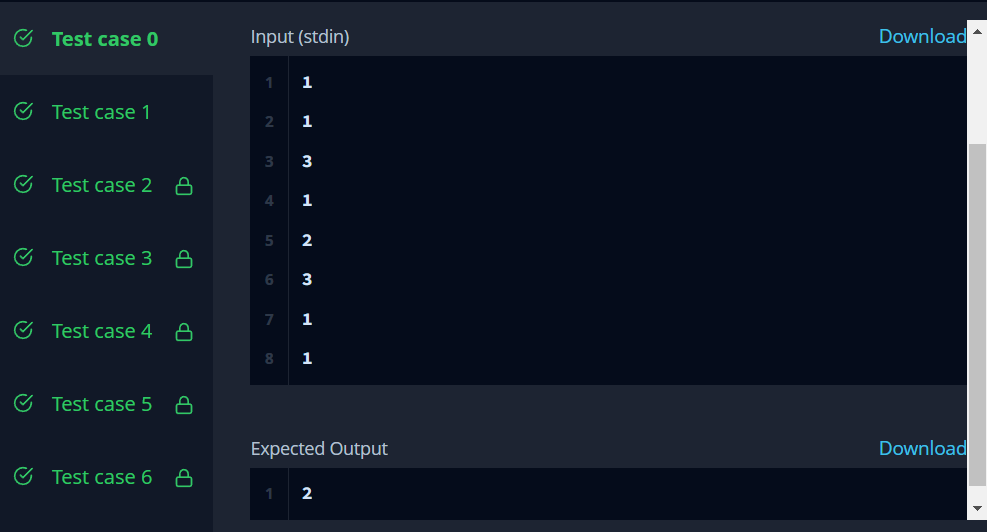 Test case 0
Test case 1
Test case 2
Test case 3
Test case 4
Test case 5
Test case 6
Input (stdin)
Download
1 1
2 1
3 3
4 1
5 2
6 3
7 1
8 1
Expected Output
Download
1 2